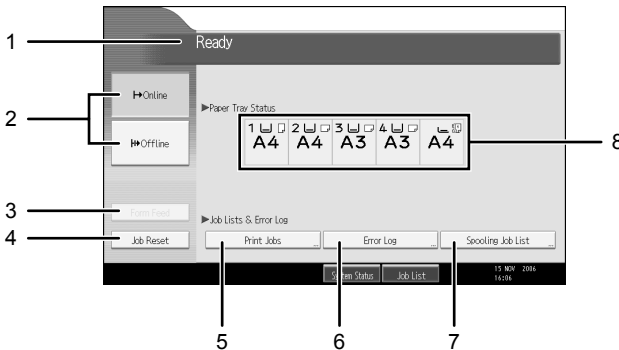 1
Ready
2
Online
Offline
Paper Tray Status
1 2 3 4
A4 A4 A3 A3 A4
8
3
Form Feed
Job Lists & Error Log
4
Job Reset
Print Jobs
Error Log
Spooling Job List
System Status
Job List
15 NOV 2006
16:06
5
6
7